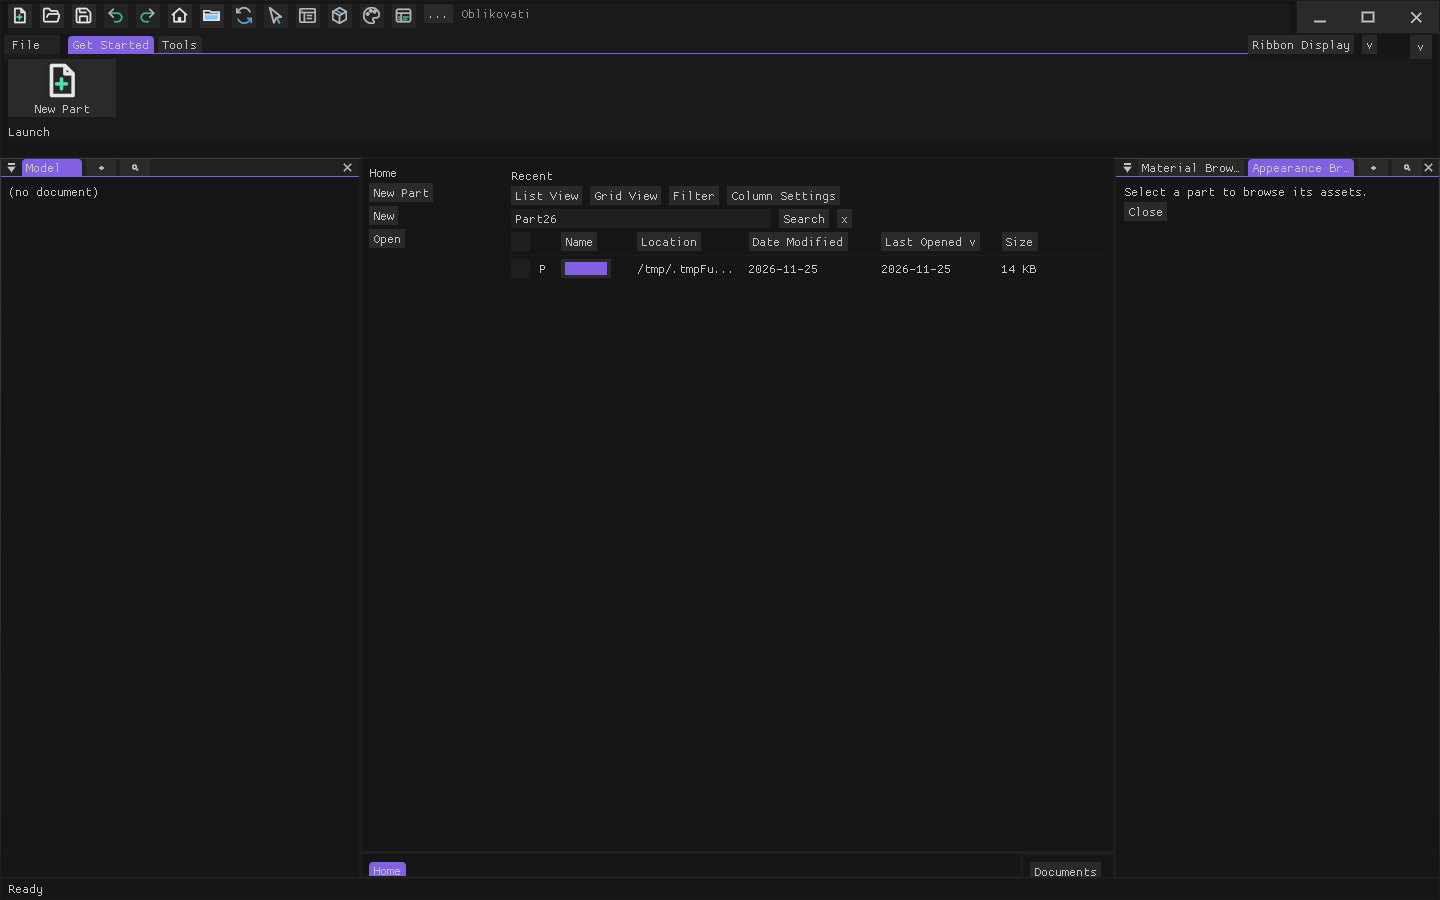 ... Oblikovati
File Get Started Tools Ribbon Display v v
New Part
Launch
Model
(no document)
Home
New Part
New
Open
Recent
List View Grid View Filter Column Settings
Part26 Search x
Name Location Date Modified Last Opened v Size
P /tmp/.tmpFu... 2026-11-25 2026-11-25 14 KB
Home Documents
Material Brow… Appearance Br…
Select a part to browse its assets.
Close
Ready